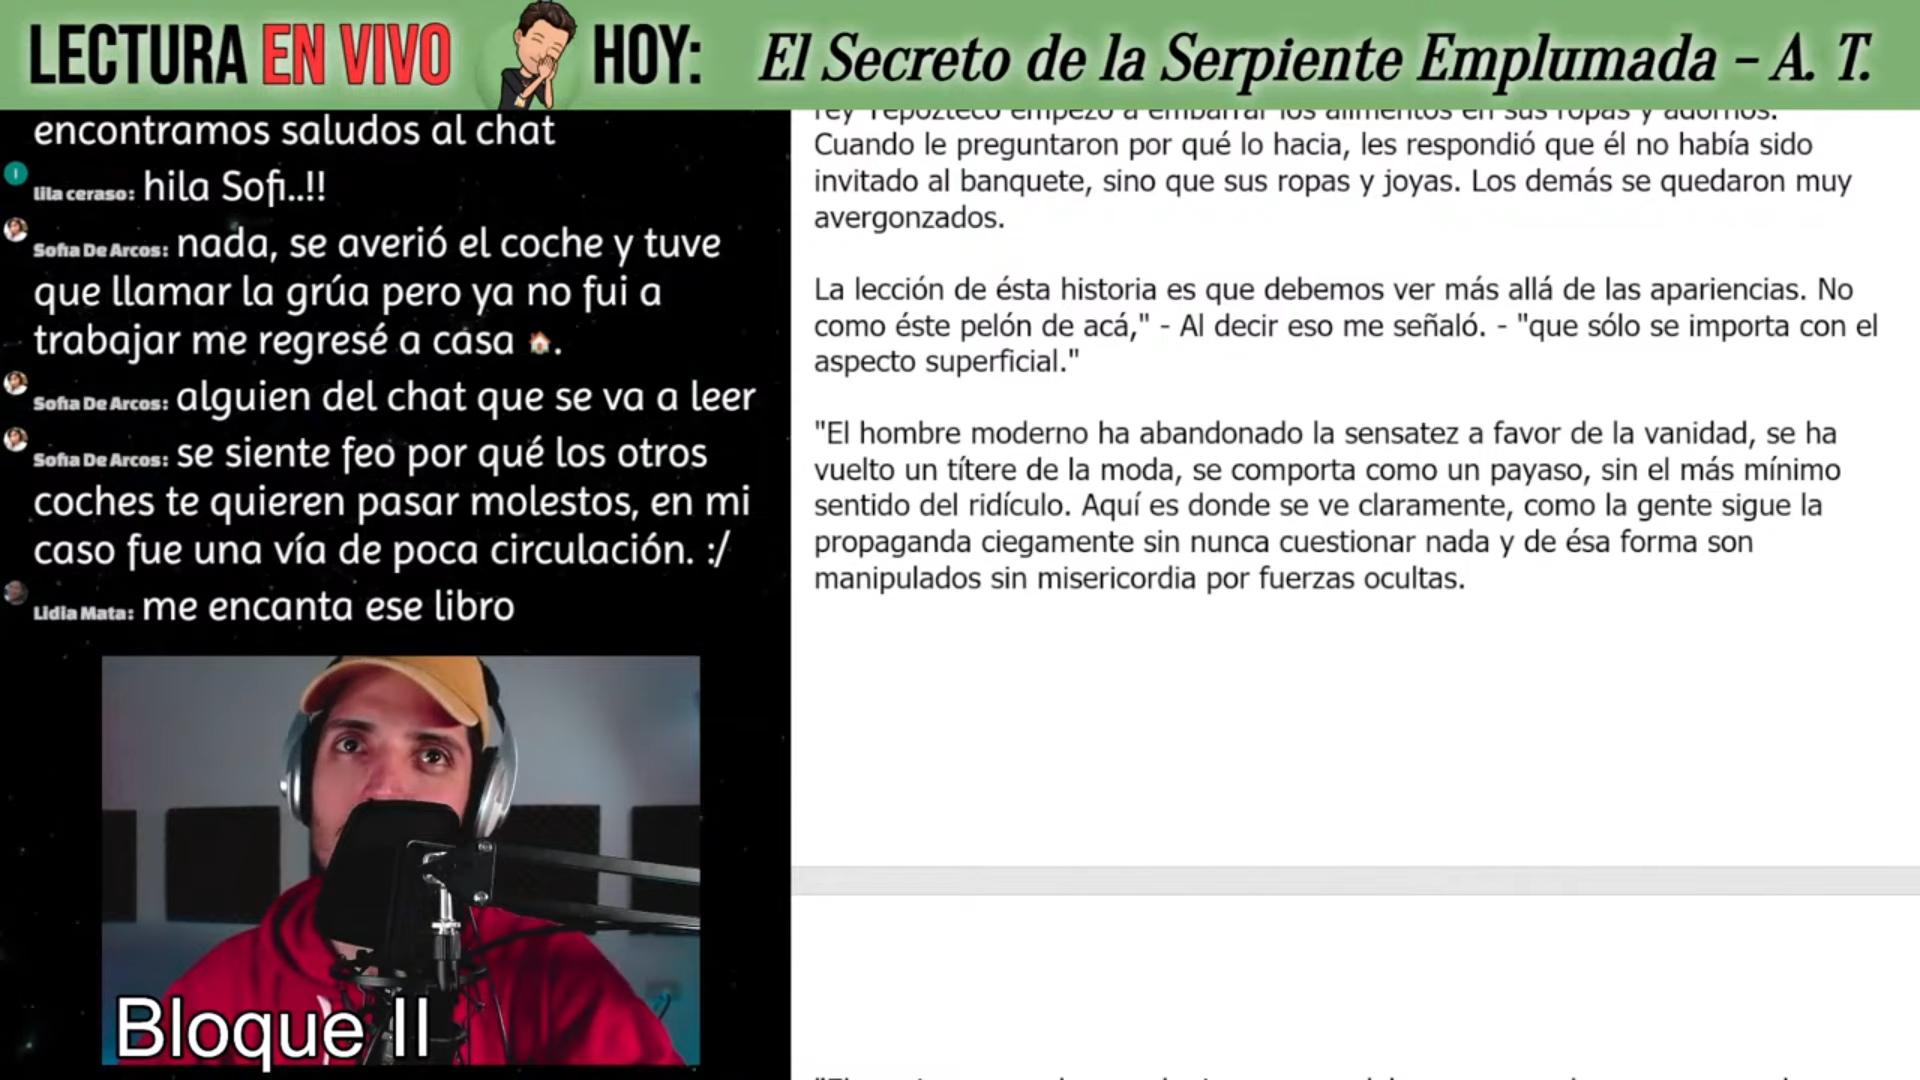 LECTURA EN VIVO HOY: El Secreto de la Serpiente Emplumada - A. T.
encontramos saludos al chat
lila ceraso: hila Sofi..!!
Sofia De Arcos: nada, se averió el coche y tuve
que llamar la grúa pero ya no fui a
trabajar me regresé a casa 🏠.
Sofia De Arcos: alguien del chat que se va a leer
Sofia De Arcos: se siente feo por qué los otros
coches te quieren pasar molestos, en mi
caso fue una vía de poca circulación. :/
Lidia Mata: me encanta ese libro
Bloque II
rey Tepozteco empezó a embarrar los alimentos en sus ropas y adornos.
Cuando le preguntaron por qué lo hacia, les respondió que él no había sido
invitado al banquete, sino que sus ropas y joyas. Los demás se quedaron muy
avergonzados.
La lección de ésta historia es que debemos ver más allá de las apariencias. No
como éste pelón de acá," - Al decir eso me señaló. - "que sólo se importa con el
aspecto superficial."
"El hombre moderno ha abandonado la sensatez a favor de la vanidad, se ha
vuelto un títere de la moda, se comporta como un payaso, sin el más mínimo
sentido del ridículo. Aquí es donde se ve claramente, como la gente sigue la
propaganda ciegamente sin nunca cuestionar nada y de ésa forma son
manipulados sin misericordia por fuerzas ocultas.